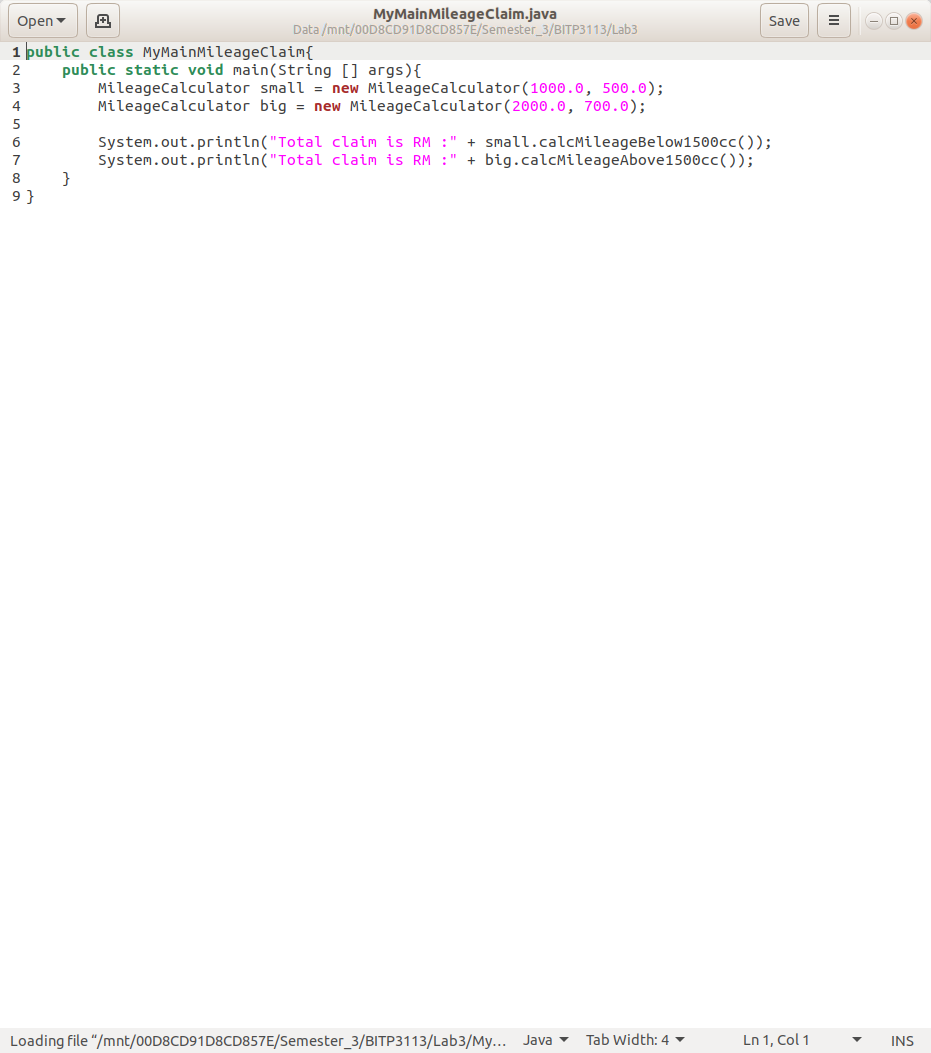 Open
MyMainMileageClaim.java
Data /mnt/00D8CD91D8CD857E/Semester_3/BITP3113/Lab3
Save
1 public class MyMainMileageClaim{
2     public static void main(String [] args){
3         MileageCalculator small = new MileageCalculator(1000.0, 500.0);
4         MileageCalculator big = new MileageCalculator(2000.0, 700.0);
5
6         System.out.println("Total claim is RM :" + small.calcMileageBelow1500cc());
7         System.out.println("Total claim is RM :" + big.calcMileageAbove1500cc());
8     }
9 }
Loading file “/mnt/00D8CD91D8CD857E/Semester_3/BITP3113/Lab3/My… Java Tab Width: 4 Ln 1, Col 1 INS